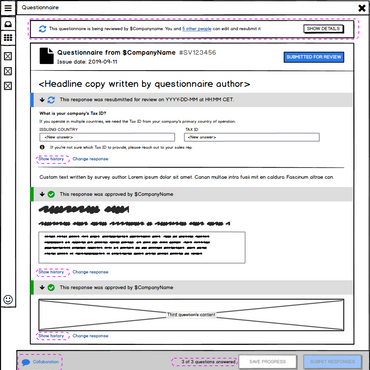 Questionnaire
This questionnaire is being reviewed by $CompanyName. You and 5 other people can edit and resubmit it.
SHOW DETAILS
Questionnaire from $CompanyName #SV123456
Issue date: 2019-09-11
SUBMITTED FOR REVIEW
<Headline copy written by questionnaire author>
This response was resubmitted for review on YYYY-DD-MM at HH:MM CET.
What is your company's Tax ID?
If you operate in multiple countries, we need the Tax ID from your company's primary country of operation.
ISSUING COUNTRY
TAX ID
<New answer>
<New answer>
If you're not sure which Tax ID to provide, please reach out to your sales rep.
Show history
Change response
Custom text written by survey author. Lorem ipsum dolor sit amet. Canon multae intra fusii mit en caldura Fascinum altrae con.
This response was approved by $CompanyName
Show history
Change response
This response was approved by $CompanyName
Third question's content
Show history
Change response
Collaboration
3 of 3 questions answered
SAVE PROGRESS
SUBMIT RESPONSES